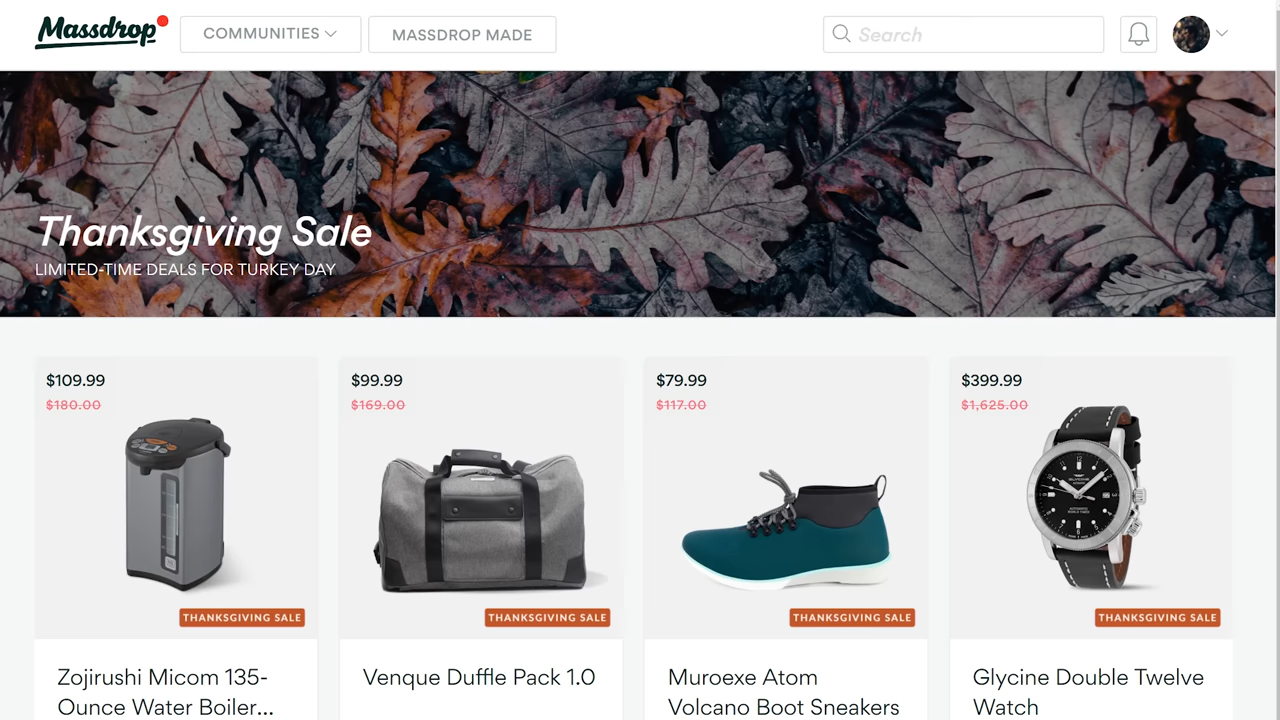 Massdrop
COMMUNITIES
MASSDROP MADE
Search
Thanksgiving Sale
LIMITED-TIME DEALS FOR TURKEY DAY
$109.99
$180.00
THANKSGIVING SALE
Zojirushi Micom 135-
Ounce Water Boiler...
$99.99
$169.00
THANKSGIVING SALE
Venque Duffle Pack 1.0
$79.99
$117.00
THANKSGIVING SALE
Muroexe Atom
Volcano Boot Sneakers
$399.99
$1,625.00
GLYCINE
THANKSGIVING SALE
Glycine Double Twelve
Watch